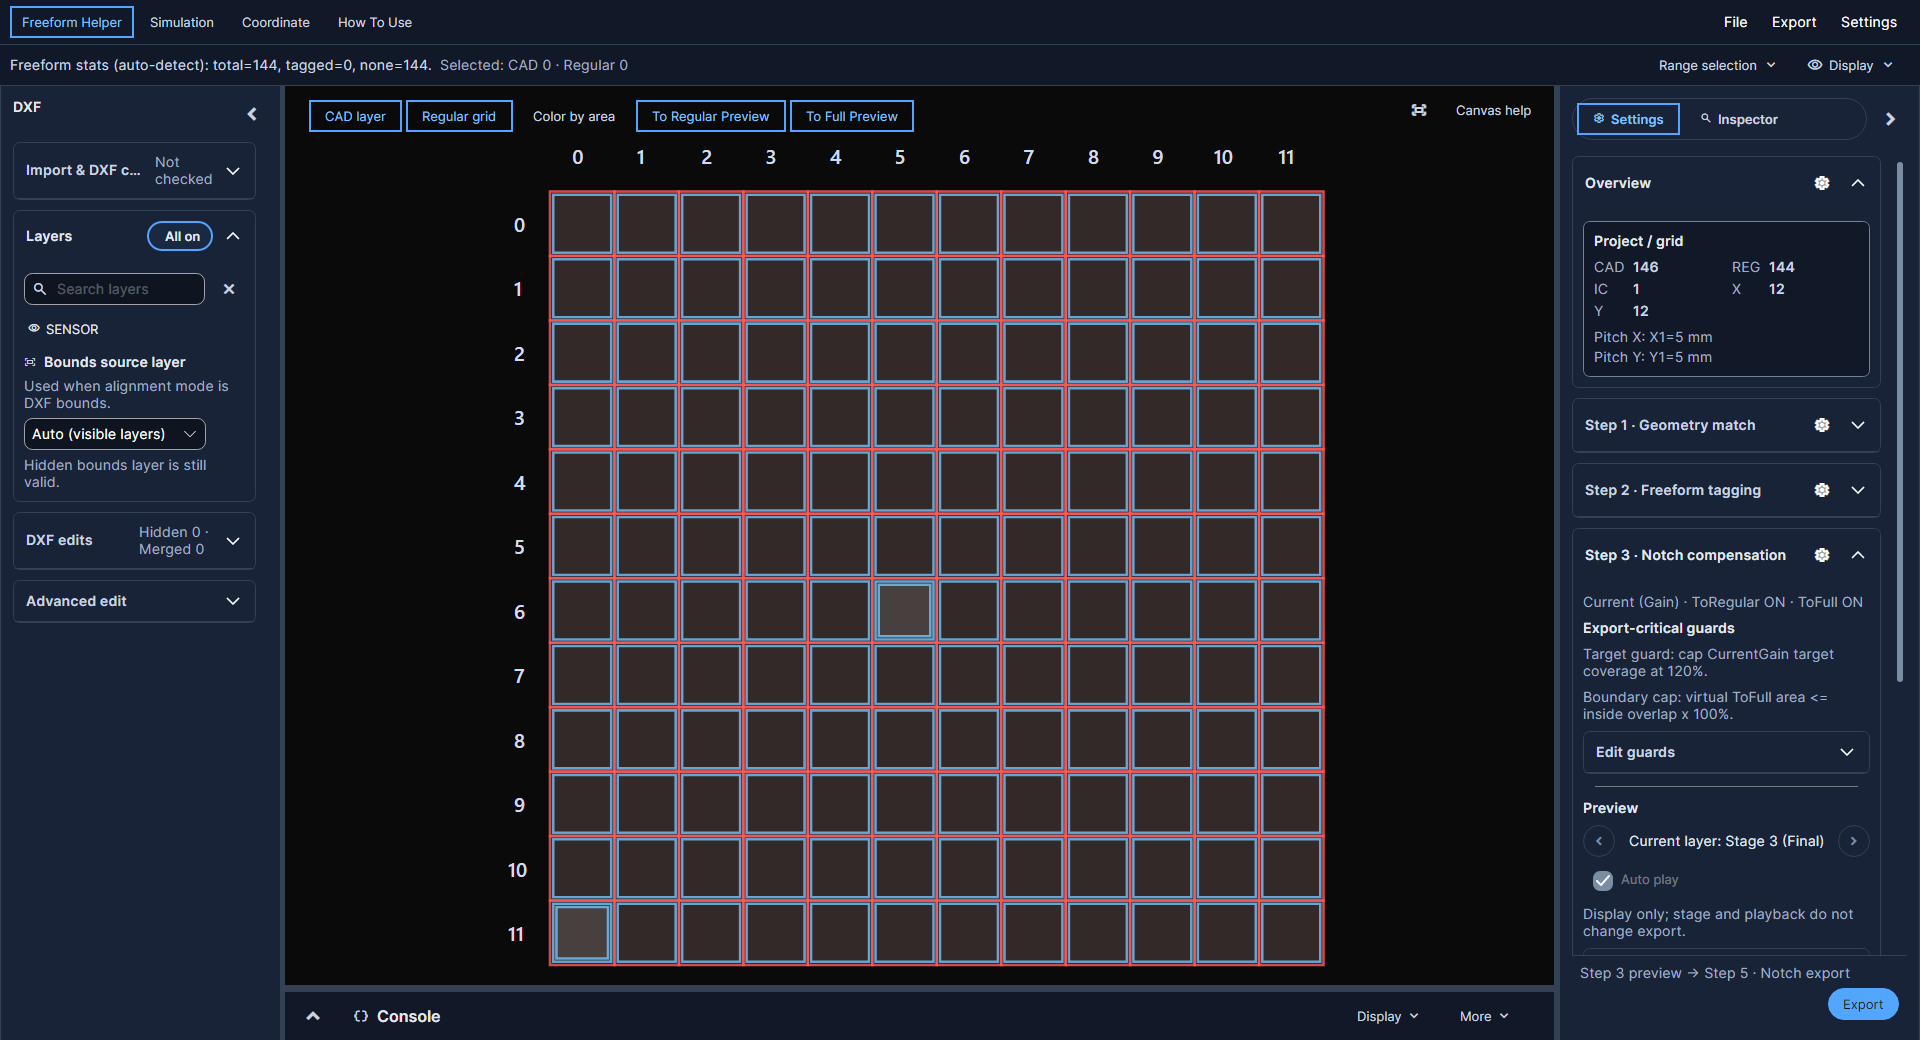 Freeform Helper Simulation Coordinate How To Use File Export Settings
Freeform stats (auto-detect): total=144, tagged=0, none=144. Selected: CAD 0 · Regular 0 Range selection Display
DXF
Import & DXF c... Not checked
Layers All on
Search layers
SENSOR
Bounds source layer
Used when alignment mode is
DXF bounds.
Auto (visible layers)
Hidden bounds layer is still
valid.
DXF edits Hidden 0 ·
Merged 0
Advanced edit
CAD layer Regular grid Color by area To Regular Preview To Full Preview Canvas help
0 1 2 3 4 5 6 7 8 9 10 11
0
1
2
3
4
5
6
7
8
9
10
11
Console Display More
Settings Inspector
Overview
Project / grid
CAD 146 REG 144
IC 1 X 12
Y 12
Pitch X: X1=5 mm
Pitch Y: Y1=5 mm
Step 1 · Geometry match
Step 2 · Freeform tagging
Step 3 · Notch compensation
Current (Gain) · ToRegular ON · ToFull ON
Export-critical guards
Target guard: cap CurrentGain target
coverage at 120%.
Boundary cap: virtual ToFull area <=
inside overlap x 100%.
Edit guards
Preview
Current layer: Stage 3 (Final)
Auto play
Display only; stage and playback do not
change export.
Step 3 preview → Step 5 · Notch export
Export